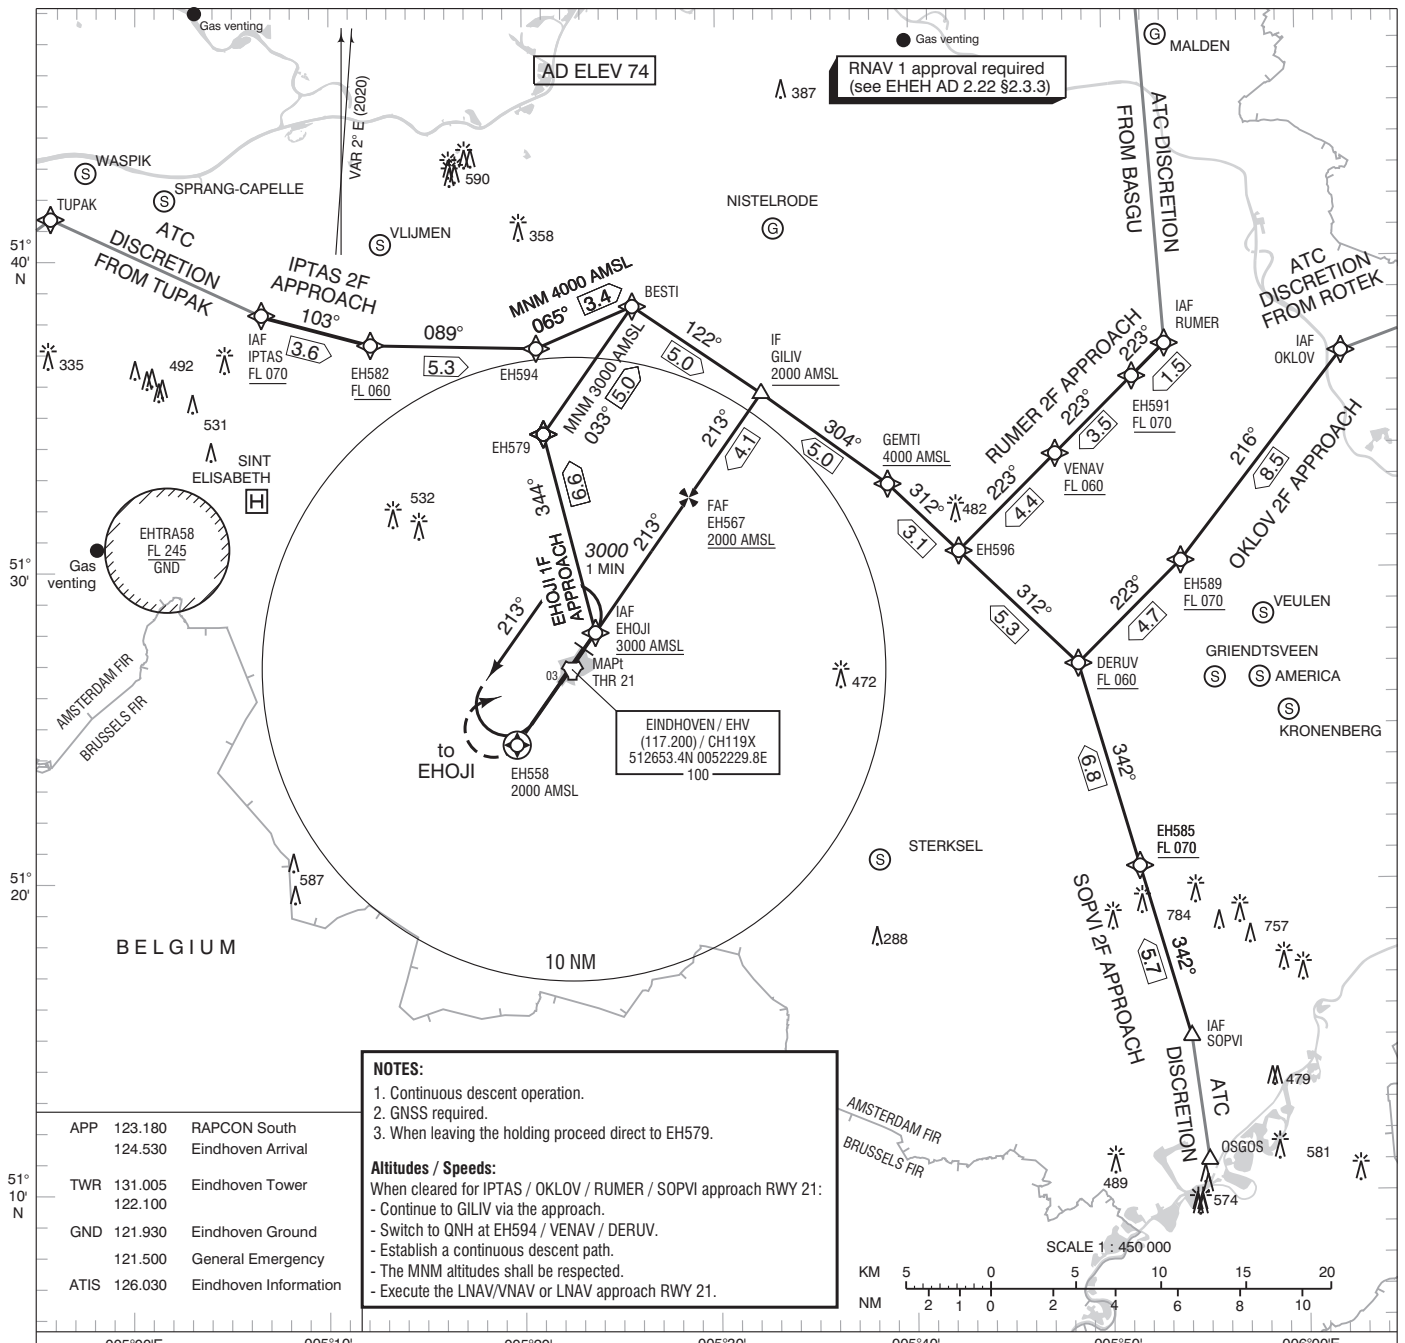 Gas venting
Gas venting
G
MALDEN
AD ELEV 74
RNAV 1 approval required
(see EHEH AD 2.22 §2.3.3)
387
VAR 2° E (2020)
ATC DISCRETION
FROM BASGU
S
WASPIK
S
SPRANG-CAPELLE
590
TUPAK
NISTELRODE
G
S
VLIJMEN
358
51°
40'
N
ATC
DISCRETION
FROM TUPAK
IPTAS 2F
APPROACH
MNM 4000 AMSL
065°
3.4
BESTI
ATC
DISCRETION
FROM ROTEK
IAF
RUMER
103°
3.6
089°
5.3
122°
5.0
IF
GILIV
2000 AMSL
IAF
OKLOV
335
492
IAF
IPTAS
FL 070
EH582
FL 060
EH594
MNM 3000 AMSL
033°
5.0
RUMER 2F APPROACH
223°
1.5
EH591
FL 070
223°
3.5
531
EH579
213°
4.1
304°
5.0
GEMTI
4000 AMSL
VENAV
FL 060
223°
4.4
216°
8.5
OKLOV 2F APPROACH
SINT
ELISABETH
H
532
344°
6.6
FAF
EH567
2000 AMSL
312°
3.1
482
EHTRA58
FL 245
GND
Gas
venting
3000
1 MIN
213°
EH596
EH589
FL 070
51°
30'
EHOJI 1F
APPROACH
213°
IAF
EHOJI
3000 AMSL
312°
5.3
223°
4.7
S
VEULEN
AMSTERDAM FIR
BRUSSELS FIR
03
MAPt
THR 21
472
DERUV
FL 060
GRIENDTSVEEN
S
S
AMERICA
S
KRONENBERG
EINDHOVEN / EHV
(117.200) / CH119X
512653.4N 0052229.8E
100
to
EHOJI
EH558
2000 AMSL
342°
6.8
EH585
FL 070
S
STERKSEL
51°
20'
587
784
757
SOPVI 2F APPROACH
342°
5.7
BELGIUM
288
10 NM
IAF
SOPVI
479
ATC
DISCRETION
OSGOS
581
489
574
AMSTERDAM FIR
BRUSSELS FIR
NOTES:
1. Continuous descent operation.
2. GNSS required.
3. When leaving the holding proceed direct to EH579.
Altitudes / Speeds:
When cleared for IPTAS / OKLOV / RUMER / SOPVI approach RWY 21:
- Continue to GILIV via the approach.
- Switch to QNH at EH594 / VENAV / DERUV.
- Establish a continuous descent path.
- The MNM altitudes shall be respected.
- Execute the LNAV/VNAV or LNAV approach RWY 21.
APP 123.180 RAPCON South
124.530 Eindhoven Arrival
TWR 131.005 Eindhoven Tower
122.100
GND 121.930 Eindhoven Ground
121.500 General Emergency
ATIS 126.030 Eindhoven Information
51°
10'
N
SCALE 1 : 450 000
KM 5 0 5 10 15 20
NM 2 1 0 2 4 6 8 10